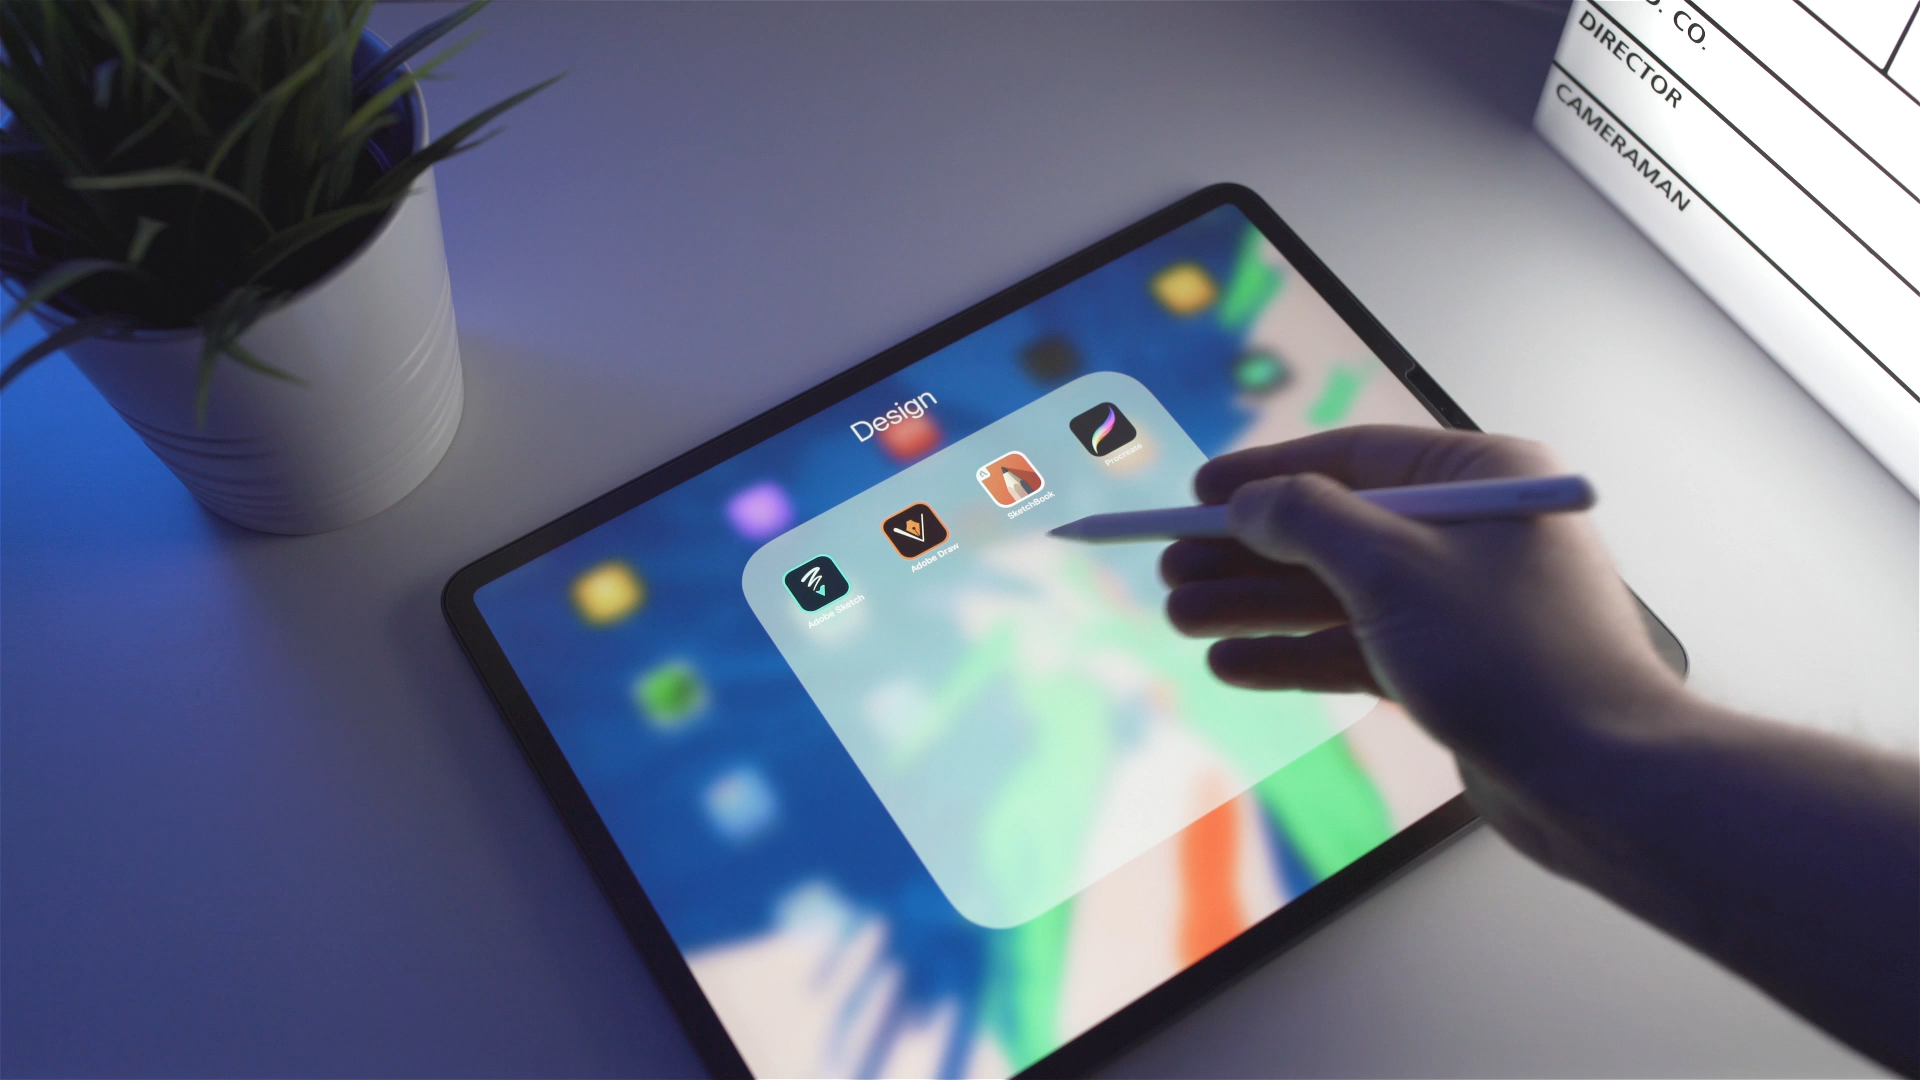 . CO.
DIRECTOR
CAMERAMAN
Design
Adobe Sketch
Adobe Draw
SketchBook
Procreate